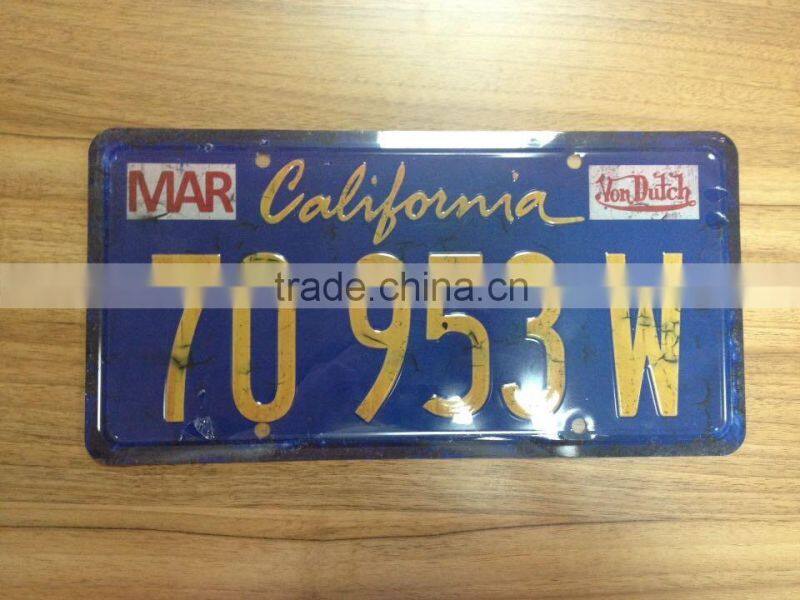 MAR California Von Dutch
70 953 W
trade.china.cn